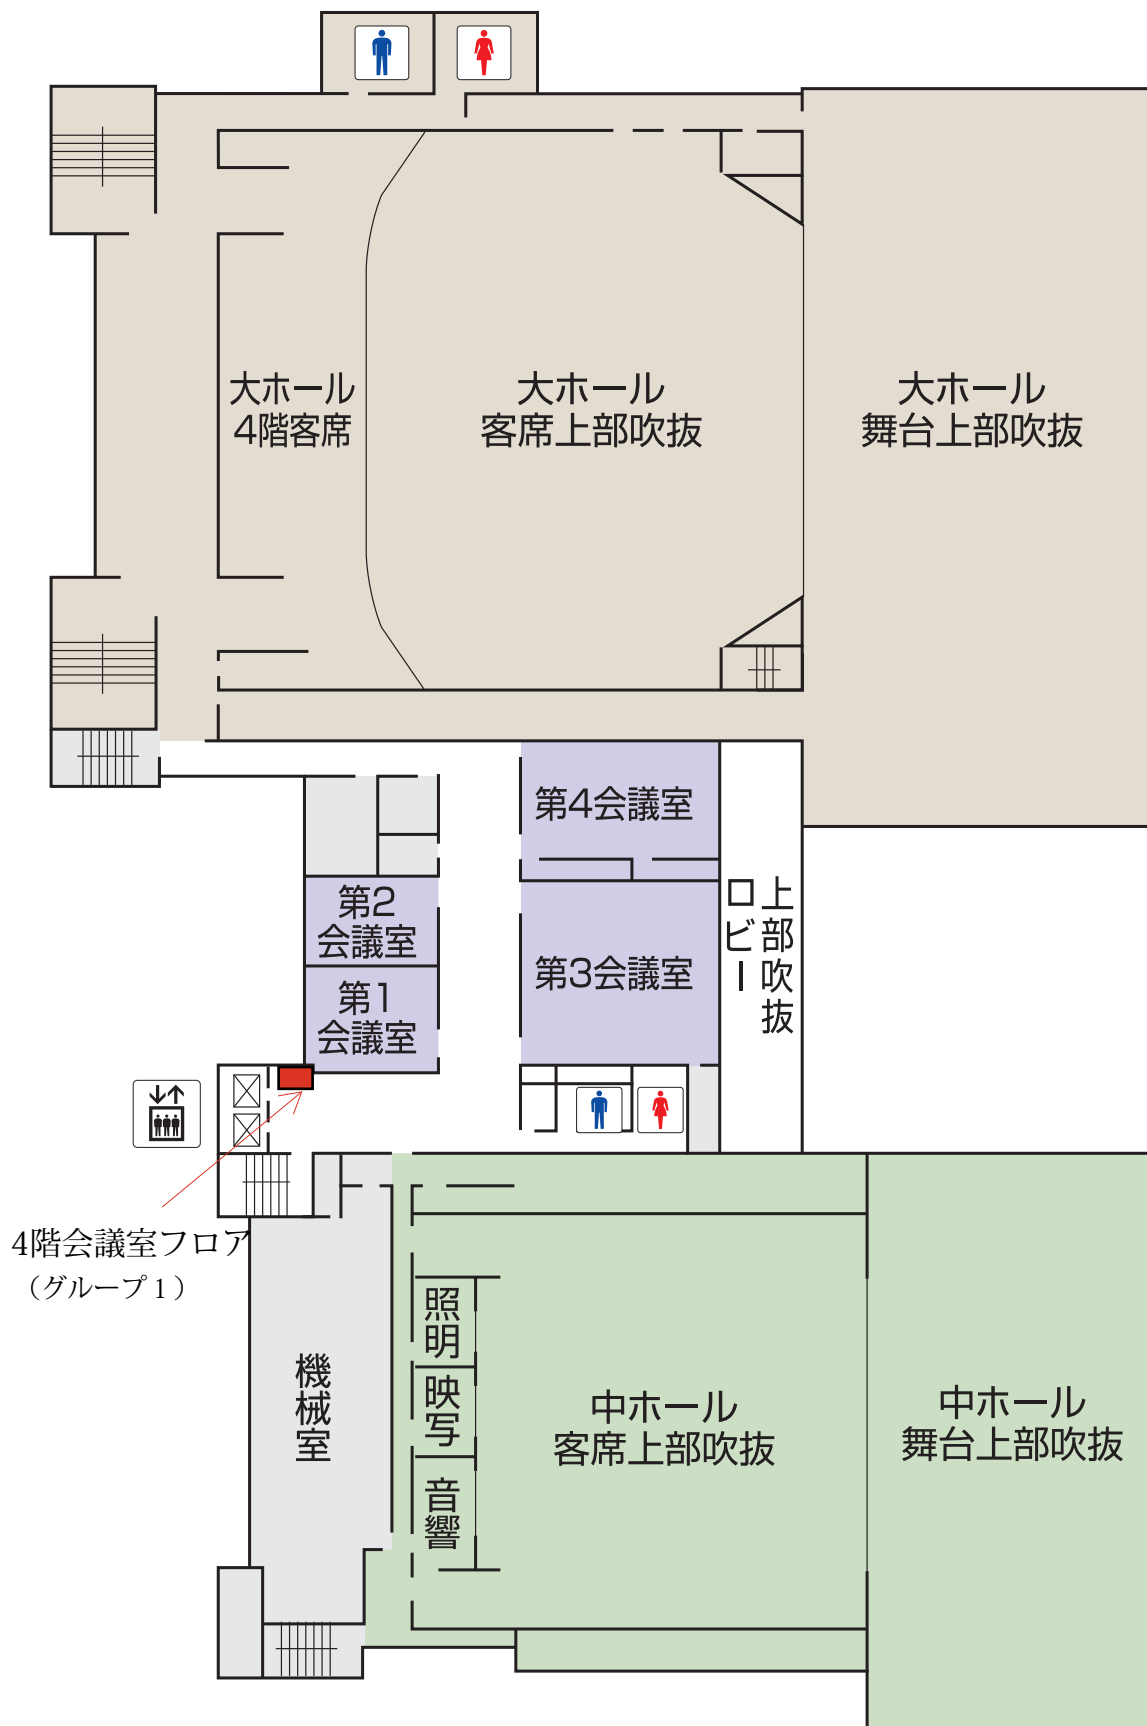 大ホール
4階客席
大ホール
客席上部吹抜
大ホール
舞台上部吹抜
第4会議室
第2
会議室
第3会議室
第1
会議室
上部吹抜
ロビー
4階会議室フロア
（グループ1）
機械室
照明
映写
音響
中ホール
客席上部吹抜
中ホール
舞台上部吹抜